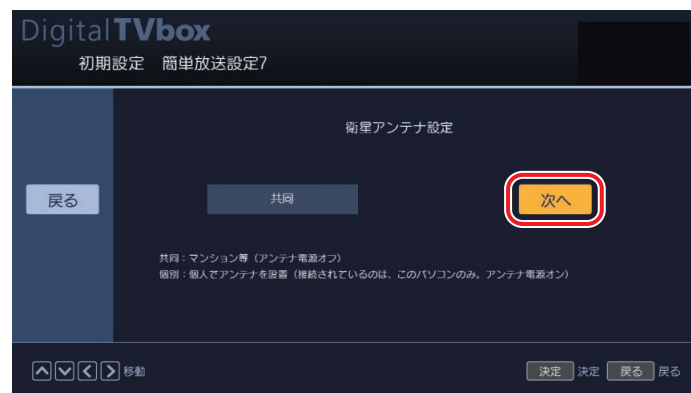 Digital TVbox
初期設定 簡単放送設定7
衛星アンテナ設定
戻る
共同
次へ
共同：マンション等（アンテナ電源オフ）
個別：個人でアンテナを設置（接続されているのは、このパソコンのみ。アンテナ電源オン）
移動
決定 決定 戻る 戻る